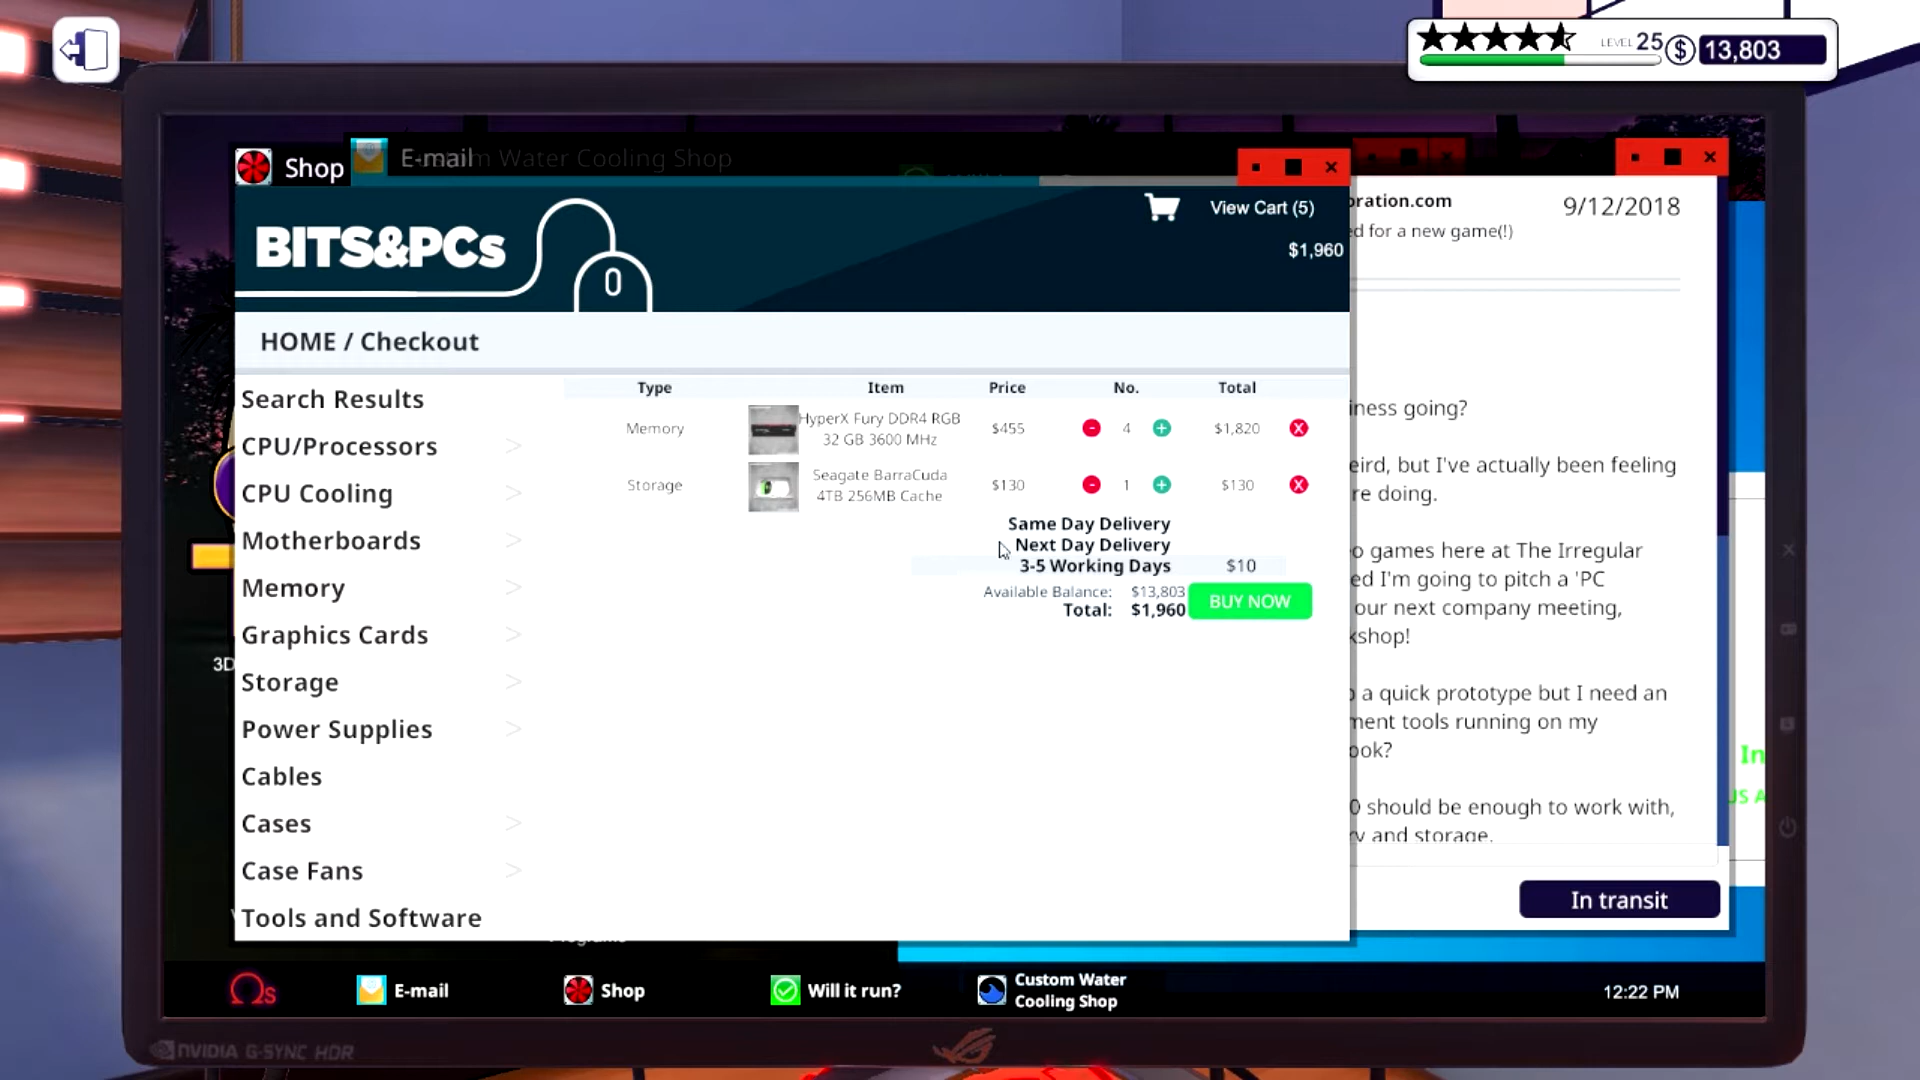 LEVEL 25 $ 13,803
E-mail
Water Cooling Shop
Shop
View Cart (5)
$1,960
BITS&PCs
HOME / Checkout
Search Results
CPU/Processors >
CPU Cooling >
Motherboards >
Memory >
Graphics Cards >
Storage >
Power Supplies >
Cables
Cases >
Case Fans >
Tools and Software
Type Item Price No. Total
Memory HyperX Fury DDR4 RGB
32 GB 3600 MHz $455 - 4 + $1,820 X
Storage Seagate BarraCuda
4TB 256MB Cache $130 - 1 + $130 X
Same Day Delivery
Next Day Delivery
3-5 Working Days $10
Available Balance: $13,803
Total: $1,960
BUY NOW
oration.com 9/12/2018
ed for a new game(!)
iness going?
eird, but I've actually been feeling
re doing.
o games here at The Irregular
ed I'm going to pitch a 'PC
our next company meeting,
kshop!
a quick prototype but I need an
ment tools running on my
ook?
0 should be enough to work with,
ry and storage.
In transit
3D
In
US A
E-mail
Shop
Will it run?
Custom Water
Cooling Shop
12:22 PM
NVIDIA G-SYNC HDR